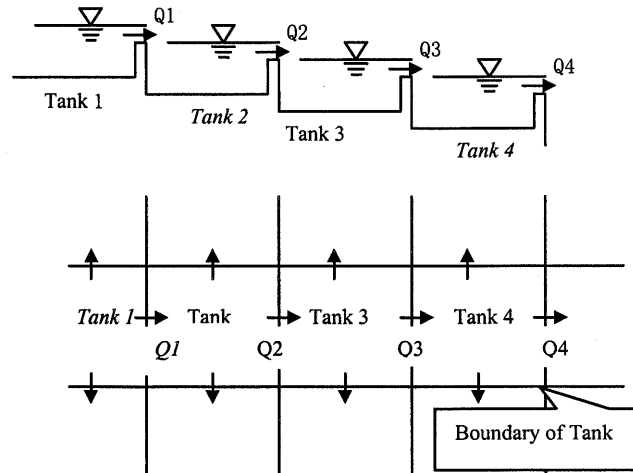 Q1
Q2
Q3
Q4
Tank 1
Tank 2
Tank 3
Tank 4
Tank 1 Tank Tank 3 Tank 4
Q1 Q2 Q3 Q4
Boundary of Tank